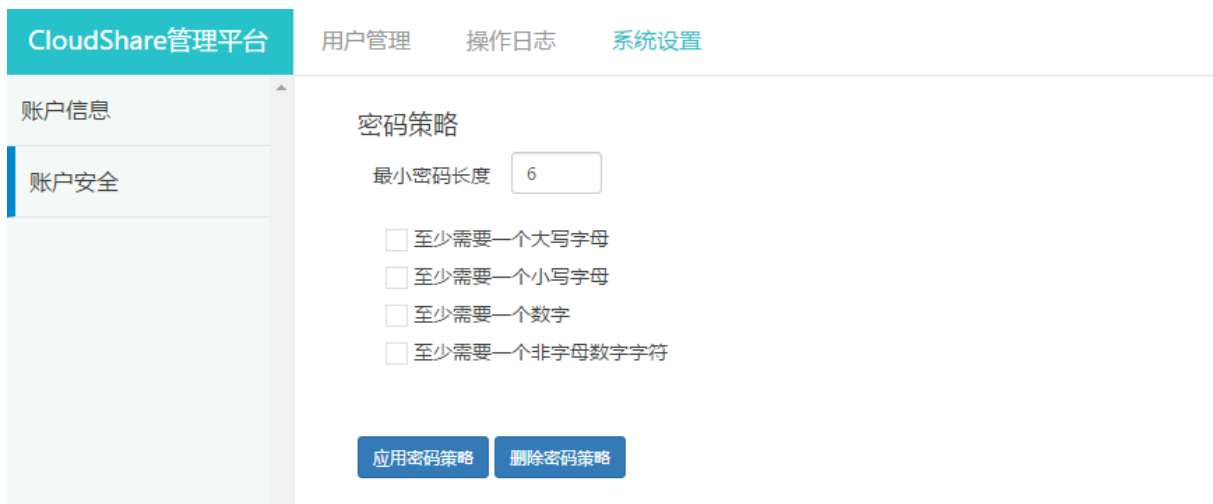 CloudShare管理平台 用户管理 操作日志 系统设置
账户信息
账户安全
密码策略
最小密码长度 6
至少需要一个大写字母
至少需要一个小写字母
至少需要一个数字
至少需要一个非字母数字字符
应用密码策略 删除密码策略